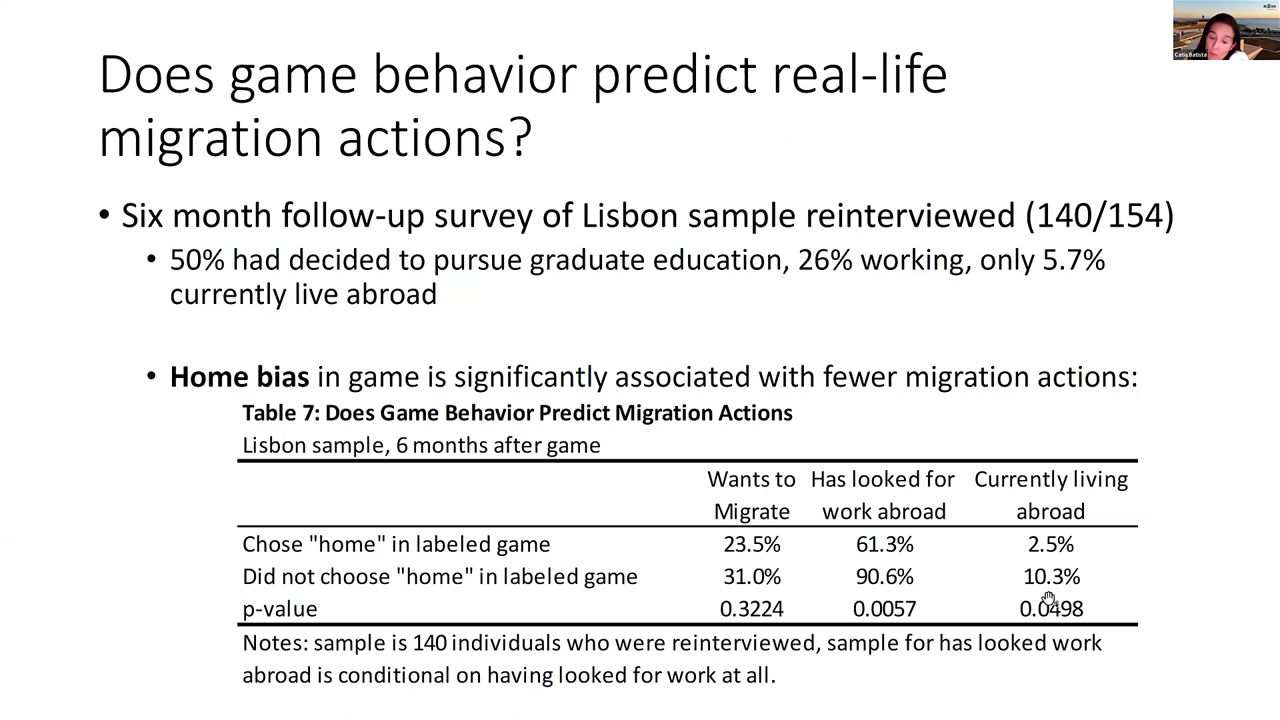 Catia Batista
Does game behavior predict real-life
migration actions?
• Six month follow-up survey of Lisbon sample reinterviewed (140/154)
• 50% had decided to pursue graduate education, 26% working, only 5.7%
currently live abroad
• Home bias in game is significantly associated with fewer migration actions:
Table 7: Does Game Behavior Predict Migration Actions
Lisbon sample, 6 months after game
Wants to Has looked for Currently living
Migrate work abroad abroad
Chose "home" in labeled game 23.5% 61.3% 2.5%
Did not choose "home" in labeled game 31.0% 90.6% 10.3%
p-value 0.3224 0.0057 0.0498
Notes: sample is 140 individuals who were reinterviewed, sample for has looked work
abroad is conditional on having looked for work at all.